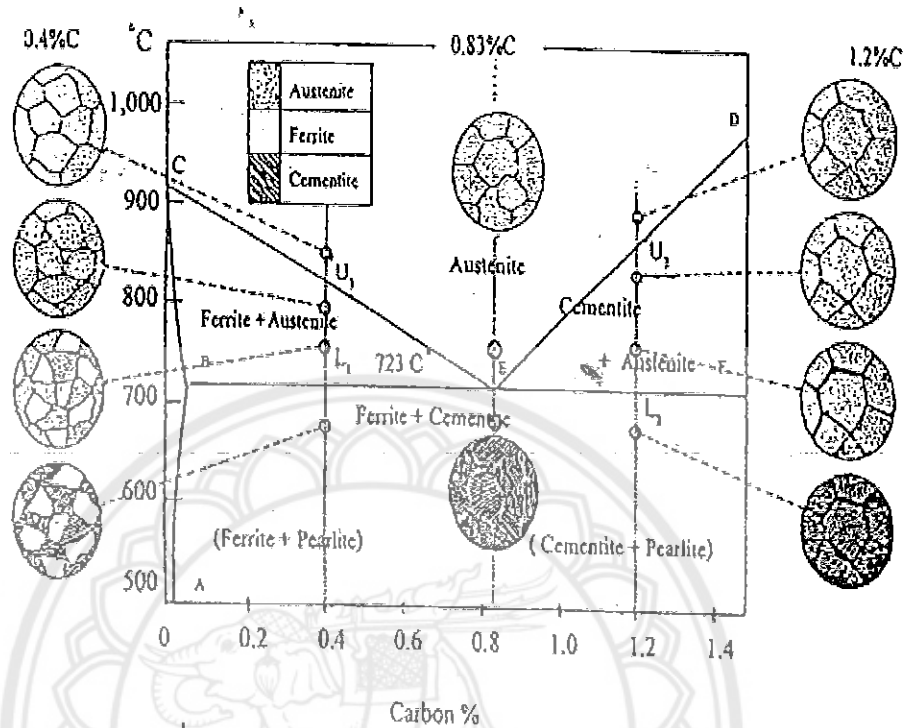 0.4%C
°C
0.83%C
1.2%C
Austenite
Ferrite
Cementite
1,000
900
800
700
600
500
C
D
U₁
U₃
Austenite
Cementite
Ferrite + Austenite
B
L₁
723 C°
E
+ Austenite
F
Ferrite + Cementite
L₃
(Ferrite + Pearlite)
(Cementite + Pearlite)
A
0
0.2
0.4
0.6
0.8
1.0
1.2
1.4
Carbon %